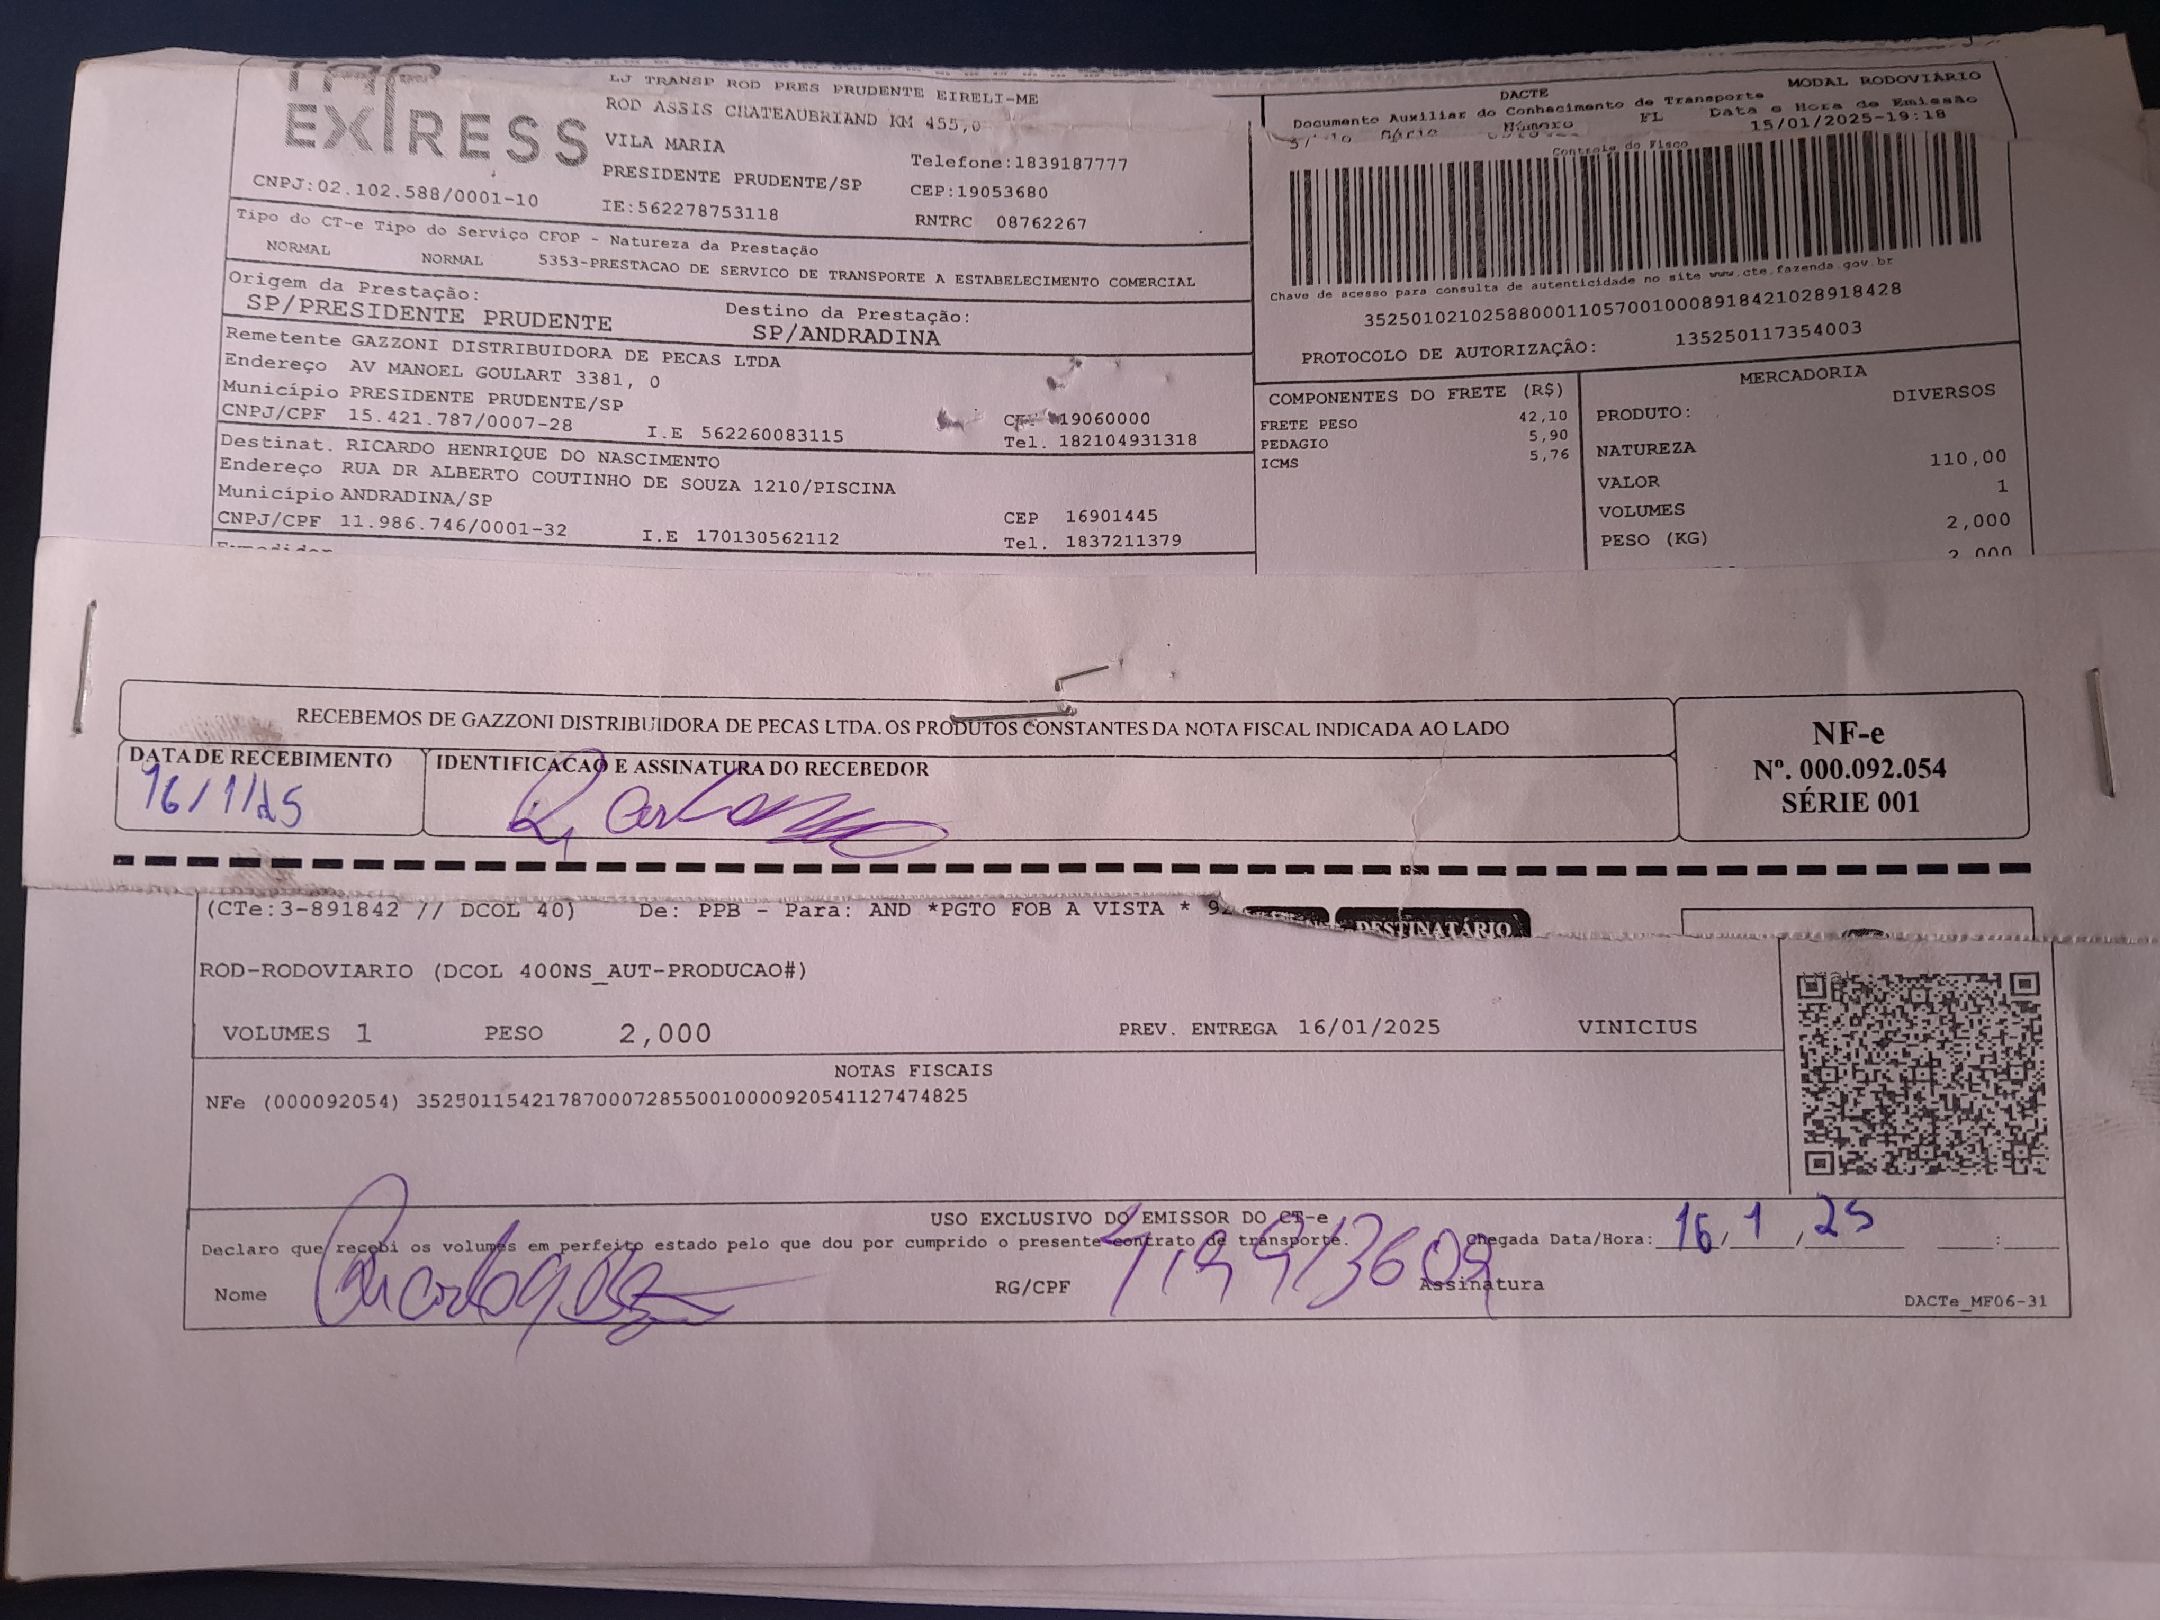 EXPRESS
LJ TRANSP ROD PRES PRUDENTE EIRELI-ME
ROD ASSIS CHATEAUBRIAND KM 455,0
VILA MARIA
PRESIDENTE PRUDENTE/SP
Telefone:1839187777
CEP:19053680
CNPJ:02.102.588/0001-10
IE:562278753118
RNTRC 08762267
DACTE
MODAL RODOVIÁRIO
Documento Auxiliar do Conhecimento de Transporte
Número FL Data e Hora de Emissão
15/01/2025-19:18
Controle do Fisco
Chave de acesso para consulta de autenticidade no site www.cte.fazenda.gov.br
35250102102588000110570010008918421028918428
PROTOCOLO DE AUTORIZAÇÃO: 135250117354003
Tipo do CT-e Tipo do Serviço CFOP - Natureza da Prestação
NORMAL NORMAL 5353-PRESTACAO DE SERVICO DE TRANSPORTE A ESTABELECIMENTO COMERCIAL
Origem da Prestação:
SP/PRESIDENTE PRUDENTE
Destino da Prestação:
SP/ANDRADINA
Remetente GAZZONI DISTRIBUIDORA DE PECAS LTDA
Endereço AV MANOEL GOULART 3381, 0
Município PRESIDENTE PRUDENTE/SP
CNPJ/CPF 15.421.787/0007-28 I.E 562260083115
19060000
Tel. 182104931318
Destinat. RICARDO HENRIQUE DO NASCIMENTO
Endereço RUA DR ALBERTO COUTINHO DE SOUZA 1210/PISCINA
Município ANDRADINA/SP
CNPJ/CPF 11.986.746/0001-32 I.E 170130562112
CEP 16901445
Tel. 1837211379
COMPONENTES DO FRETE (R$)
FRETE PESO 42,10
PEDAGIO 5,90
ICMS 5,76
MERCADORIA
PRODUTO: DIVERSOS
NATUREZA
VALOR 110,00
VOLUMES 1
PESO (KG) 2,000
2,000
RECEBEMOS DE GAZZONI DISTRIBUIDORA DE PECAS LTDA. OS PRODUTOS CONSTANTES DA NOTA FISCAL INDICADA AO LADO
DATA DE RECEBIMENTO
16/1/25
IDENTIFICACAO E ASSINATURA DO RECEBEDOR
NF-e
Nº. 000.092.054
SÉRIE 001
(CTe:3-891842 // DCOL 40) De: PPB - Para: AND *PGTO FOB A VISTA *
DESTINATÁRIO
ROD-RODOVIARIO (DCOL 400NS_AUT-PRODUCAO#)
VOLUMES 1 PESO 2,000 PREV. ENTREGA 16/01/2025 VINICIUS
NOTAS FISCAIS
NFe (000092054) 35250115421787000728550010000920541127474825
USO EXCLUSIVO DO EMISSOR DO CT-e
Declaro que recebi os volumes em perfeito estado pelo que dou por cumprido o presente contrato de transporte.
Chegada Data/Hora: 16/1/25 :
Nome RG/CPF Assinatura
DACTe_MF06-31